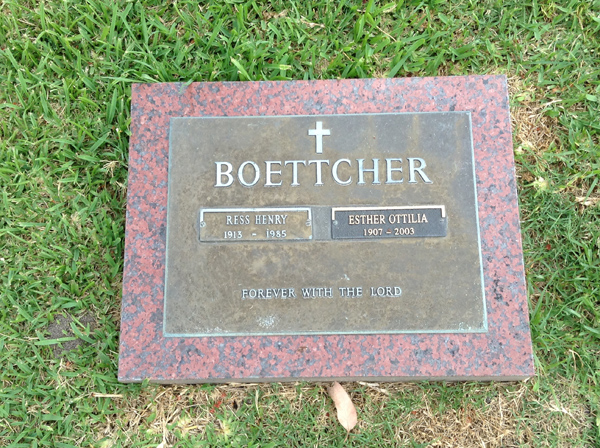 BOETTCHER
RESS HENRY
1913 - 1985
ESTHER OTTILIA
1907 - 2003
FOREVER WITH THE LORD